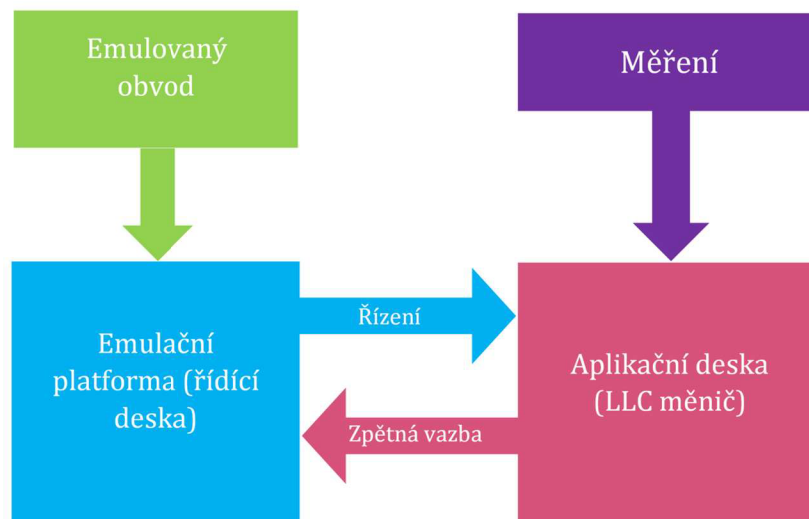 Emulovaný
obvod
Měření
Řízení
Emulační
platforma (řídící
deska)
Aplikační deska
(LLC měnič)
Zpětná vazba